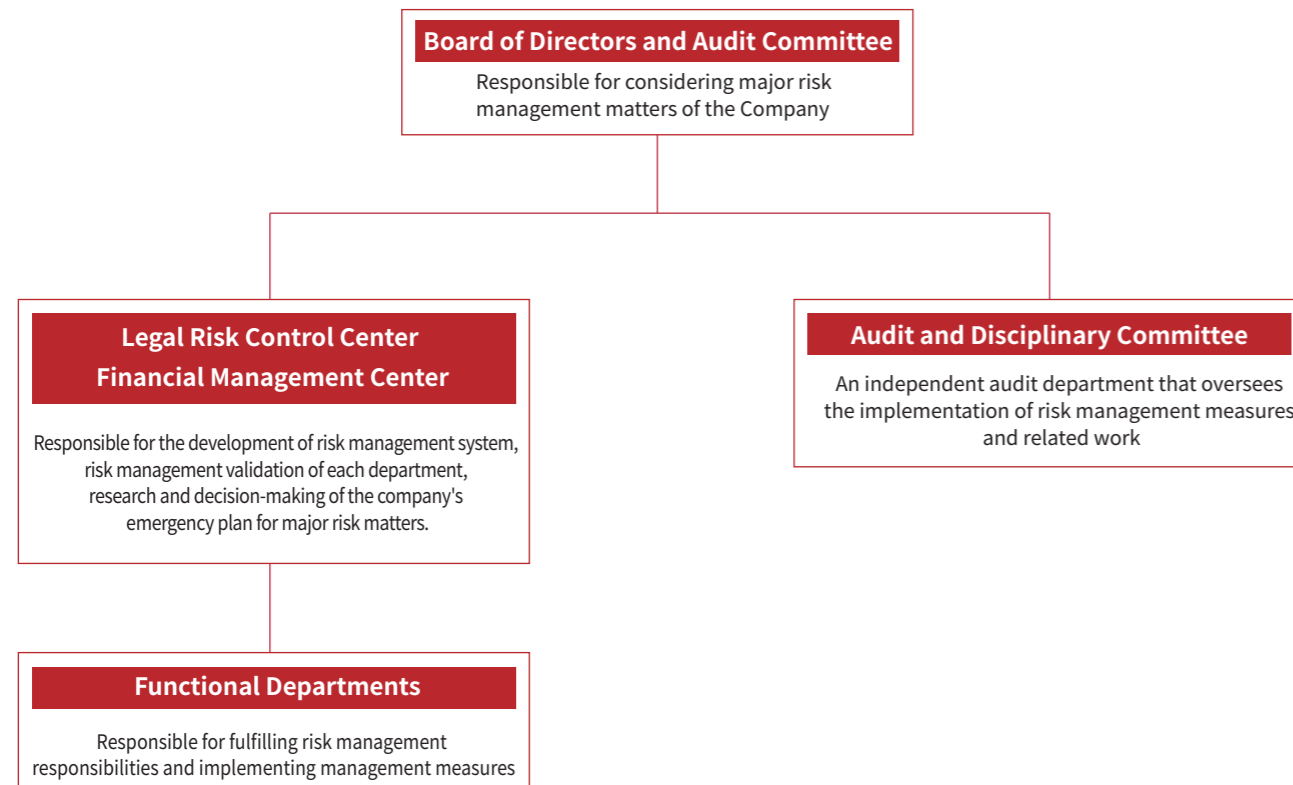 Board of Directors and Audit Committee
Responsible for considering major risk
management matters of the Company
Legal Risk Control Center
Financial Management Center
Responsible for the development of risk management system,
risk management validation of each department,
research and decision-making of the company's
emergency plan for major risk matters.
Audit and Disciplinary Committee
An independent audit department that oversees
the implementation of risk management measures
and related work
Functional Departments
Responsible for fulfilling risk management
responsibilities and implementing management measures